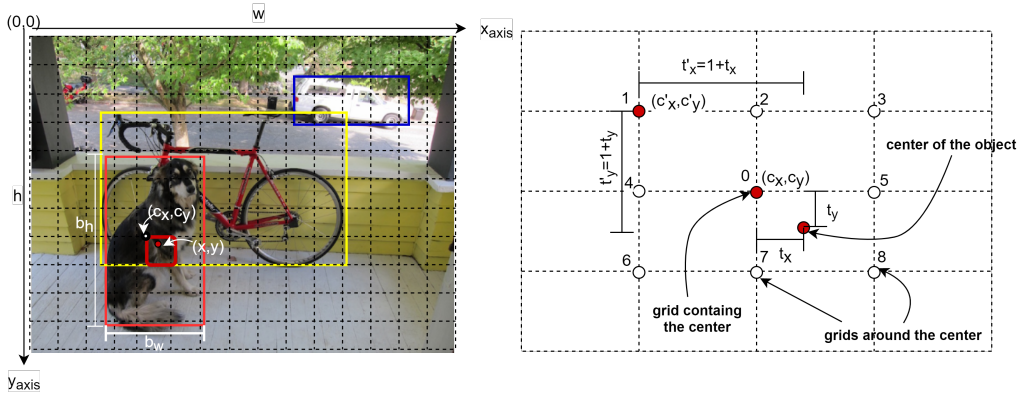 (0,0)
w
x_axis
h
b_h
(c_x,c_y)
(x,y)
b_w
y_axis
t'_x=1+t_x
1
(c'_x,c'_y)
2
3
t'_y=1+t_y
center of the object
4
0
(c_x,c_y)
5
t_y
t_x
6
7
8
grid containg
the center
grids around the center